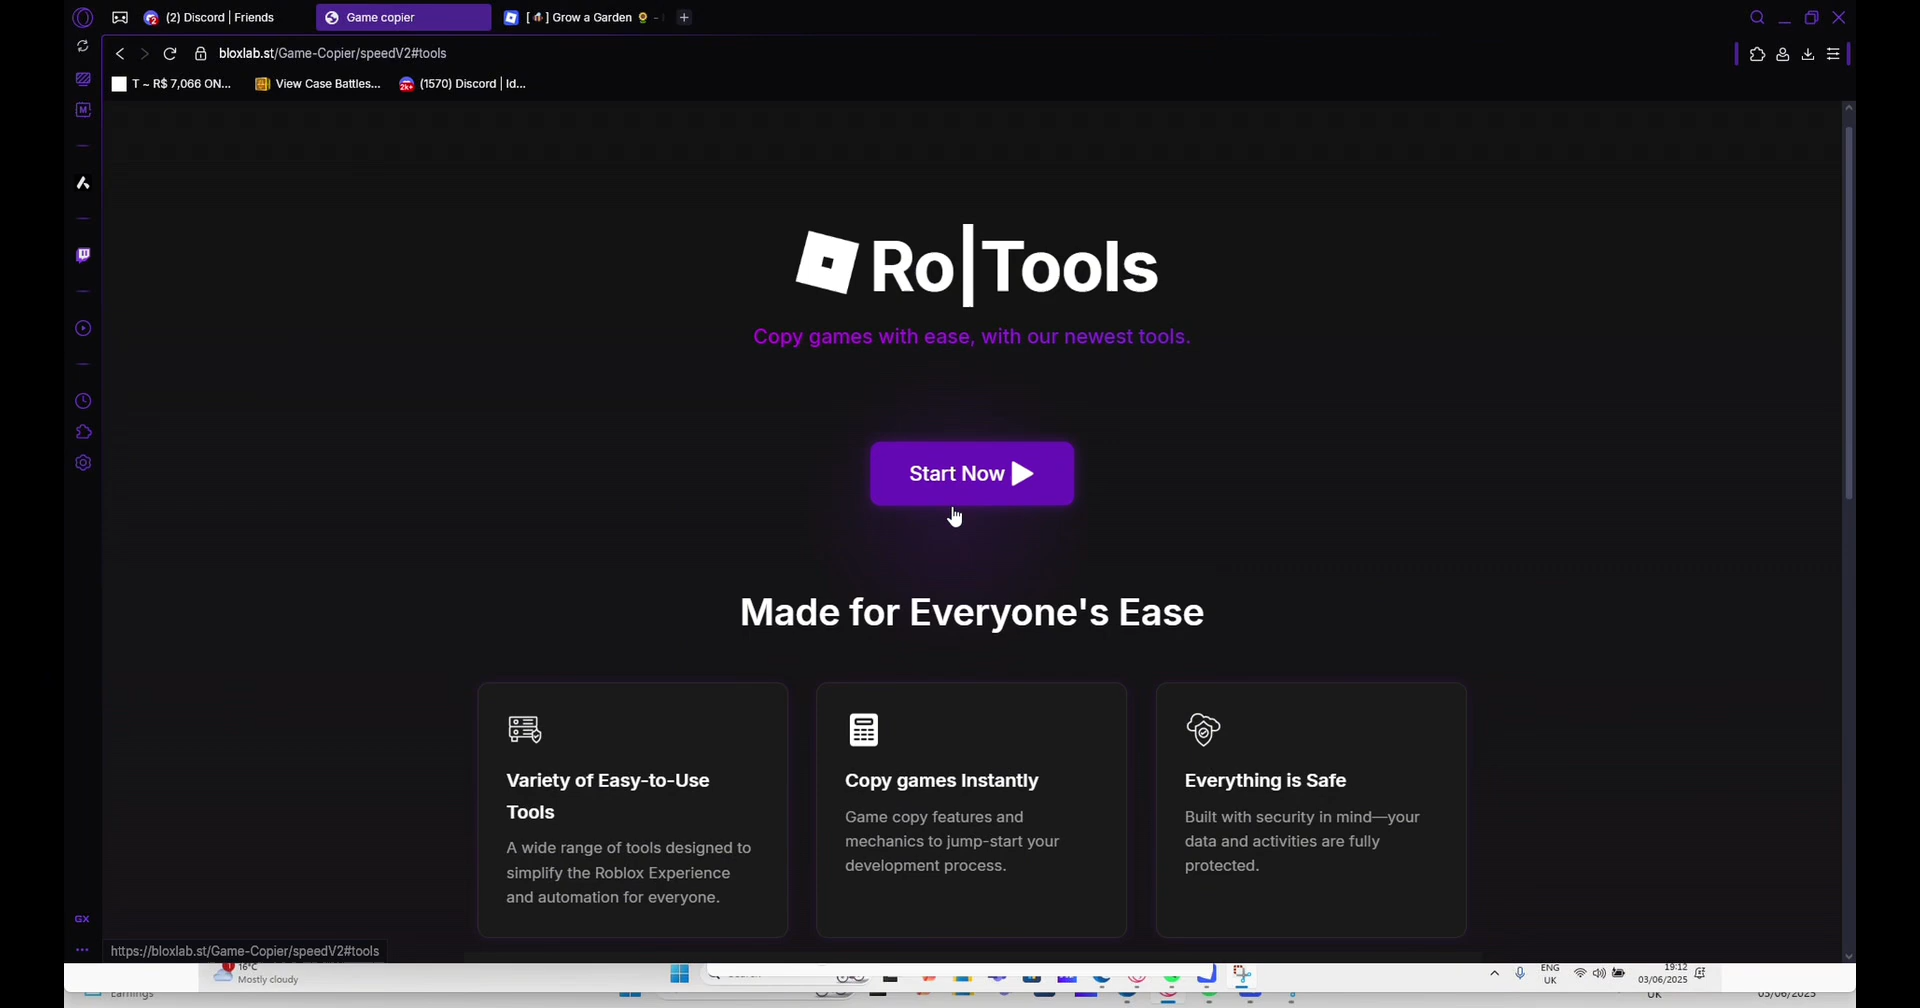 (2) Discord | Friends
Game copier
[ 🐝 ] Grow a Garden 🌻 -
bloxlab.st/Game-Copier/speedV2#tools
T ~ R$ 7,066 ON...
View Case Battles...
(1570) Discord | Id...
Ro|Tools
Copy games with ease, with our newest tools.
Start Now
Made for Everyone's Ease
Variety of Easy-to-Use
Tools
A wide range of tools designed to
simplify the Roblox Experience
and automation for everyone.
Copy games Instantly
Game copy features and
mechanics to jump-start your
development process.
Everything is Safe
Built with security in mind—your
data and activities are fully
protected.
GX
https://bloxlab.st/Game-Copier/speedV2#tools
16°C
Mostly cloudy
ENG
UK
19:12
03/06/2025
Earnings
UK
03/06/2025